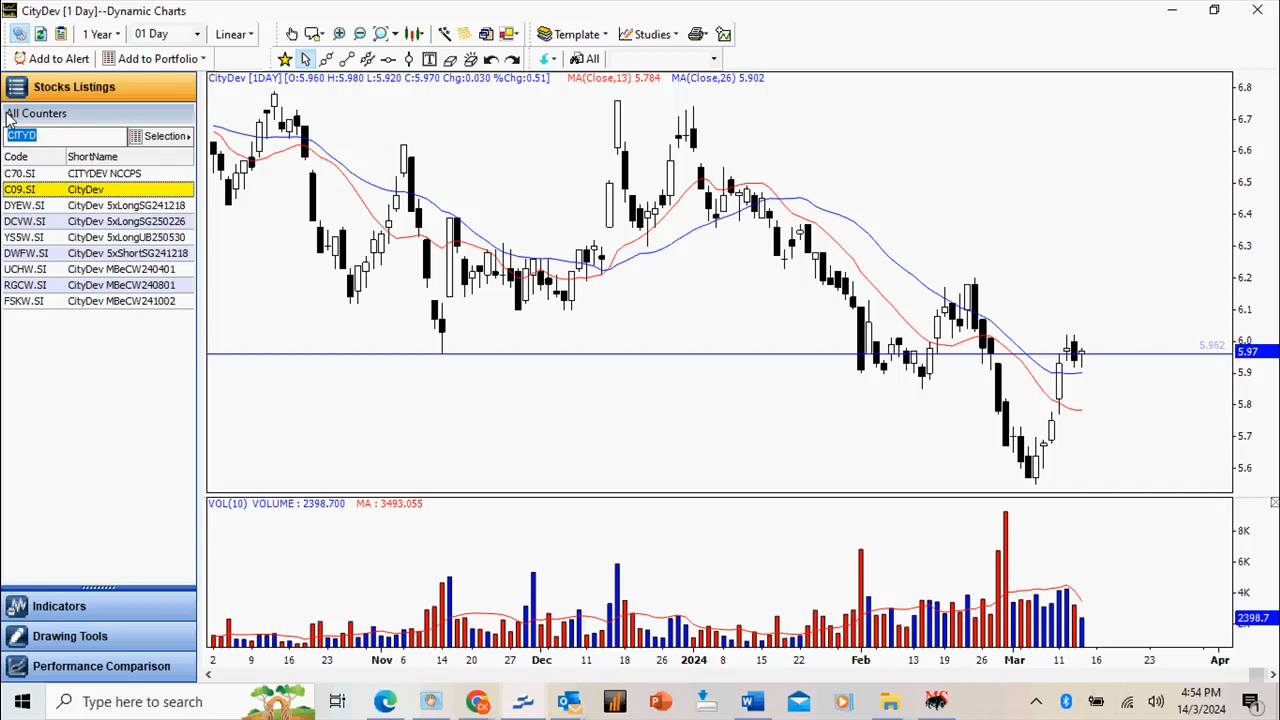 CityDev [1 Day]--Dynamic Charts
1 Year
01 Day
Linear
Template
Studies
Add to Alert
Add to Portfolio
All
Stocks Listings
All Counters
CITYD
Selection
Code ShortName
C70.SI CITYDEV NCCPS
C09.SI CityDev
DYEW.SI CityDev 5xLongSG241218
DCVW.SI CityDev 5xLongSG250226
YS5W.SI CityDev 5xLongUB250530
DWFW.SI CityDev 5xShortSG241218
UCHW.SI CityDev MBeCW240401
RGCW.SI CityDev MBeCW240801
FSKW.SI CityDev MBeCW241002
Indicators
Drawing Tools
Performance Comparison
CityDev [1DAY] [O:5.960 H:5.980 L:5.920 C:5.970 Chg:0.030 %Chg:0.51] MA(Close,13) 5.784 MA(Close,26) 5.902
6.8
6.7
6.6
6.5
6.4
6.3
6.2
6.1
6.0
5.962
5.97
5.9
5.8
5.7
5.6
VOL(10) VOLUME : 2398.700 MA : 3493.055
8K
6K
4K
2398.7
2 9 16 23 Nov 6 14 20 27 Dec 11 18 26 2024 8 15 22 Feb 13 19 26 Mar 11 16 23 Apr
Type here to search
4:54 PM
14/3/2024
1